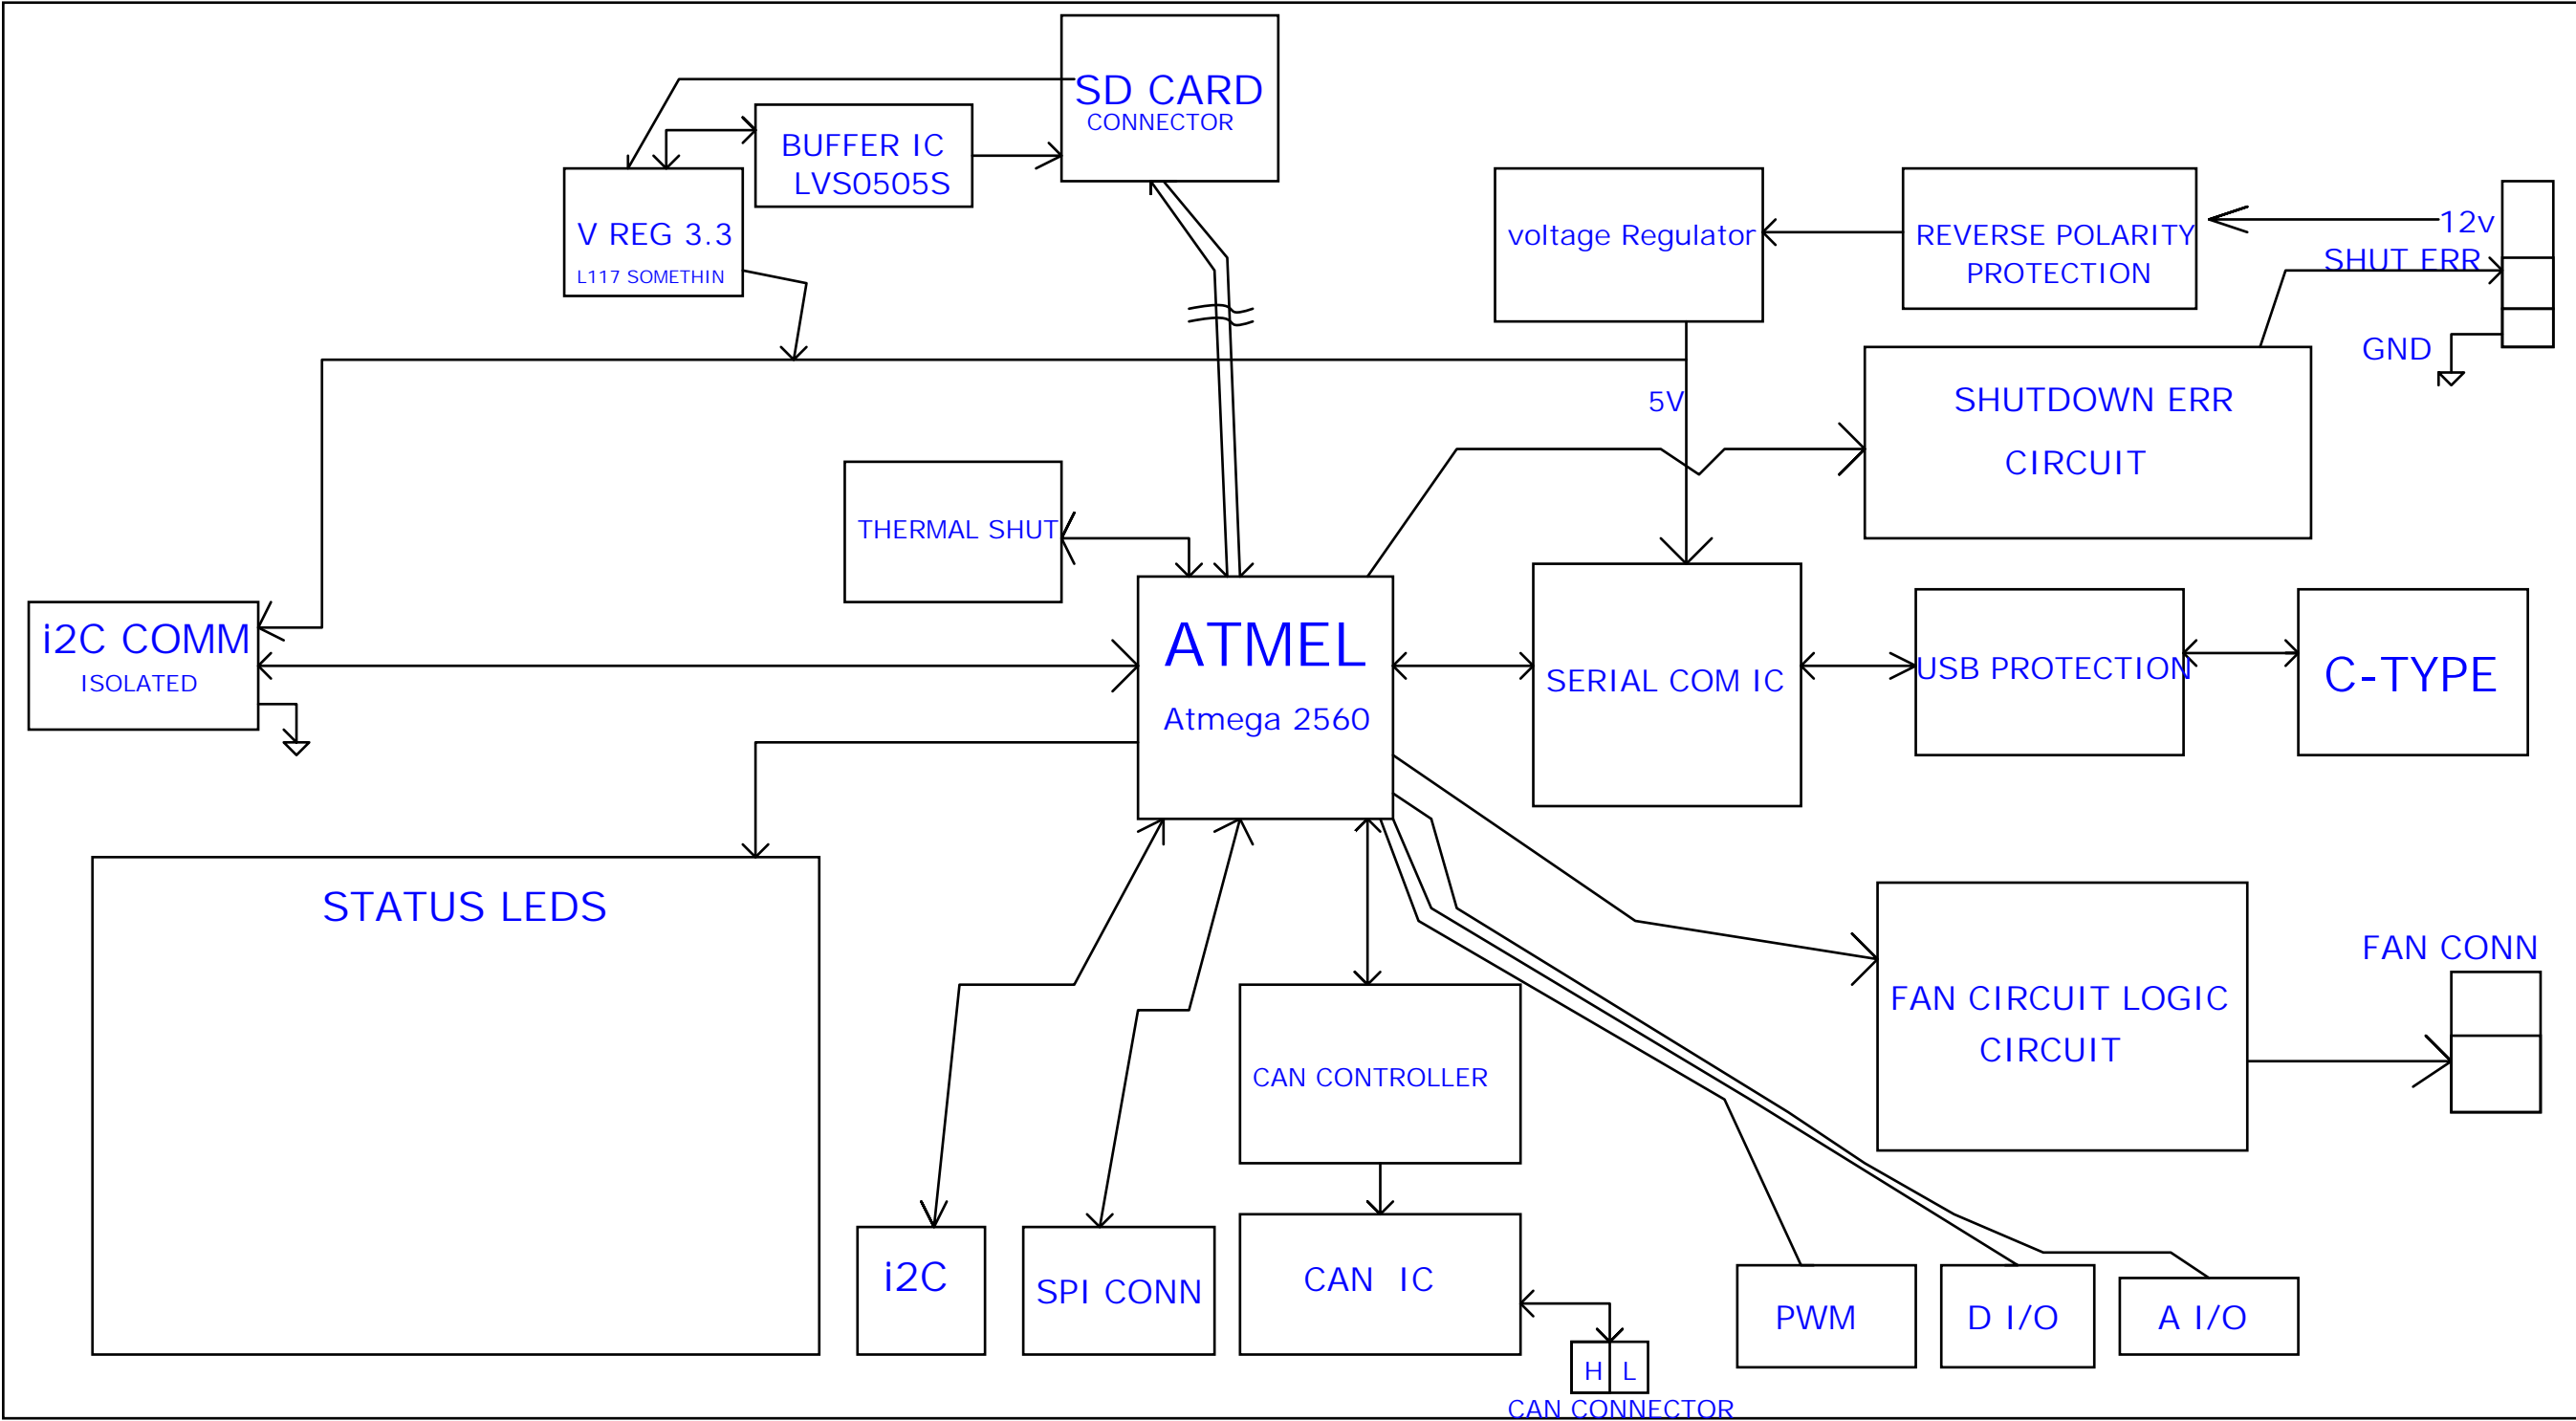 SD CARD
CONNECTOR
BUFFER IC
LVS0505S
V REG 3.3
L117 SOMETHIN
voltage Regulator
REVERSE POLARITY
PROTECTION
12v
SHUT ERR
GND
5V
SHUTDOWN ERR
CIRCUIT
THERMAL SHUT
i2C COMM
ISOLATED
ATMEL
Atmega 2560
SERIAL COM IC
USB PROTECTION
C-TYPE
STATUS LEDS
FAN CONN
FAN CIRCUIT LOGIC
CIRCUIT
CAN CONTROLLER
i2C
SPI CONN
CAN IC
PWM
D I/O
A I/O
H L
CAN CONNECTOR